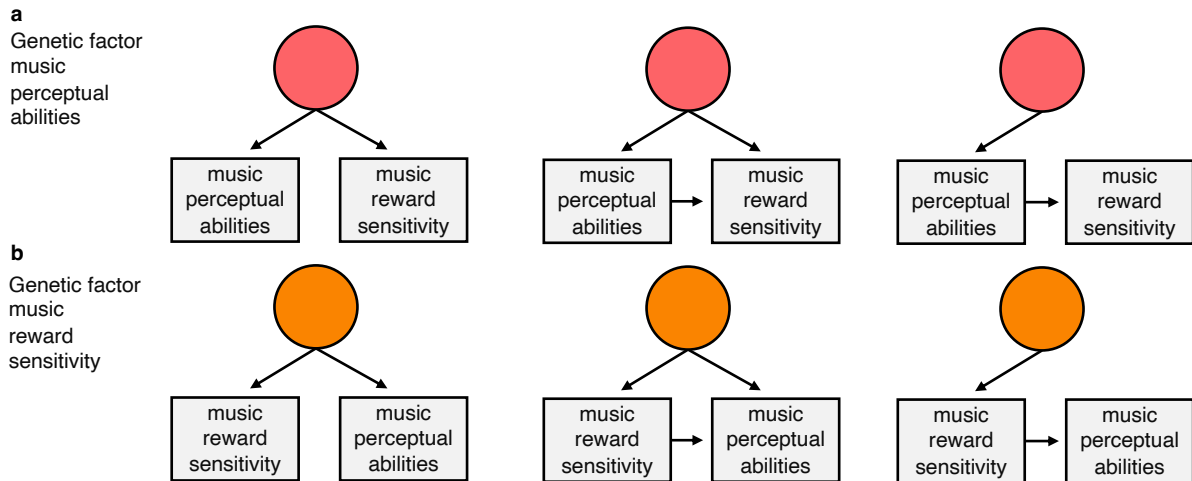 a
Genetic factor
music
perceptual
abilities
music
perceptual
abilities
music
reward
sensitivity
music
perceptual
abilities
music
reward
sensitivity
music
perceptual
abilities
music
reward
sensitivity
b
Genetic factor
music
reward
sensitivity
music
reward
sensitivity
music
perceptual
abilities
music
reward
sensitivity
music
perceptual
abilities
music
reward
sensitivity
music
perceptual
abilities